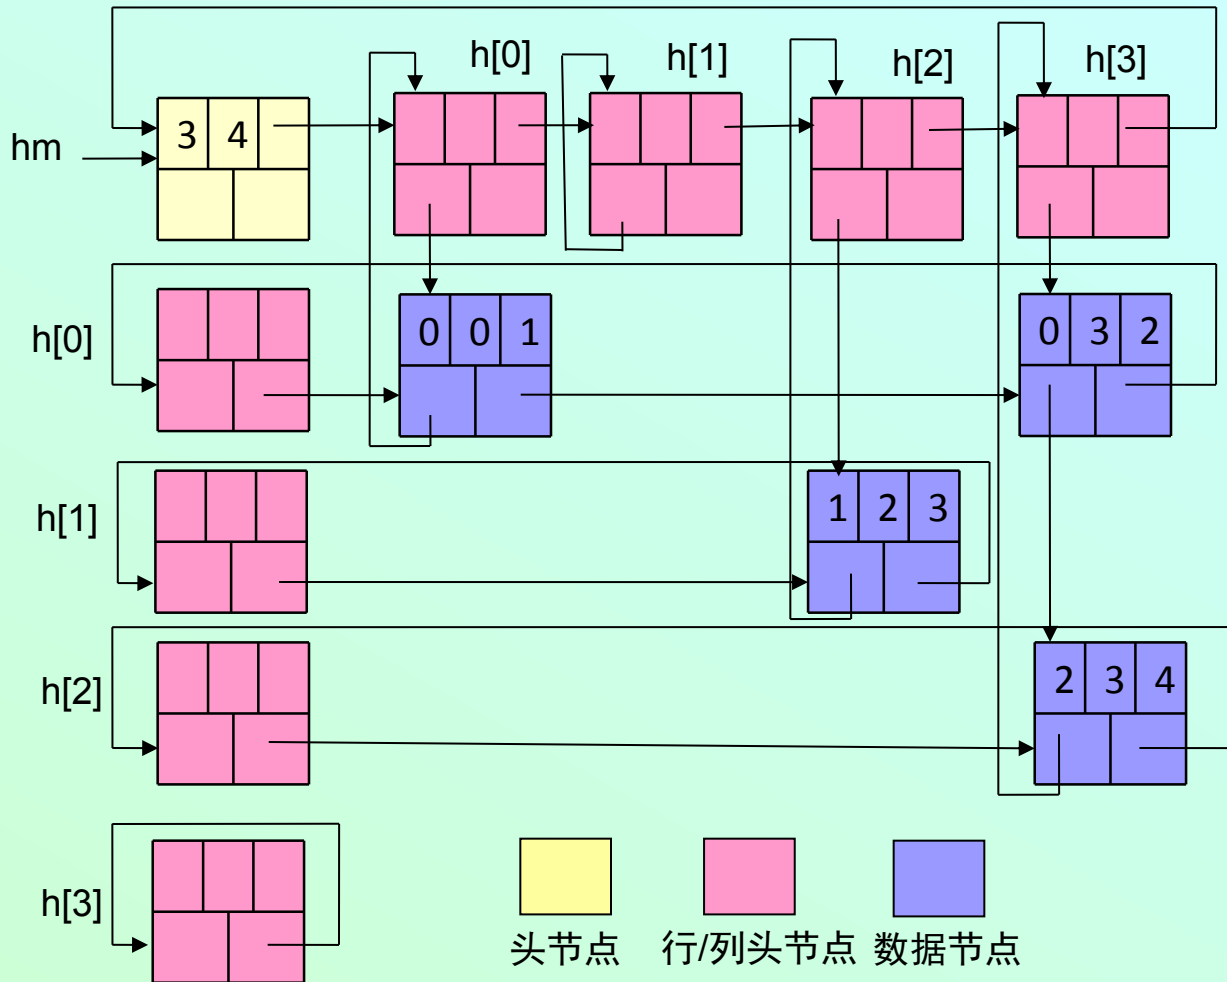 h[0] h[1] h[2] h[3]
hm
3 4
h[0]
0 0 1
0 3 2
h[1]
1 2 3
h[2]
2 3 4
h[3]
头节点 行/列头节点 数据节点